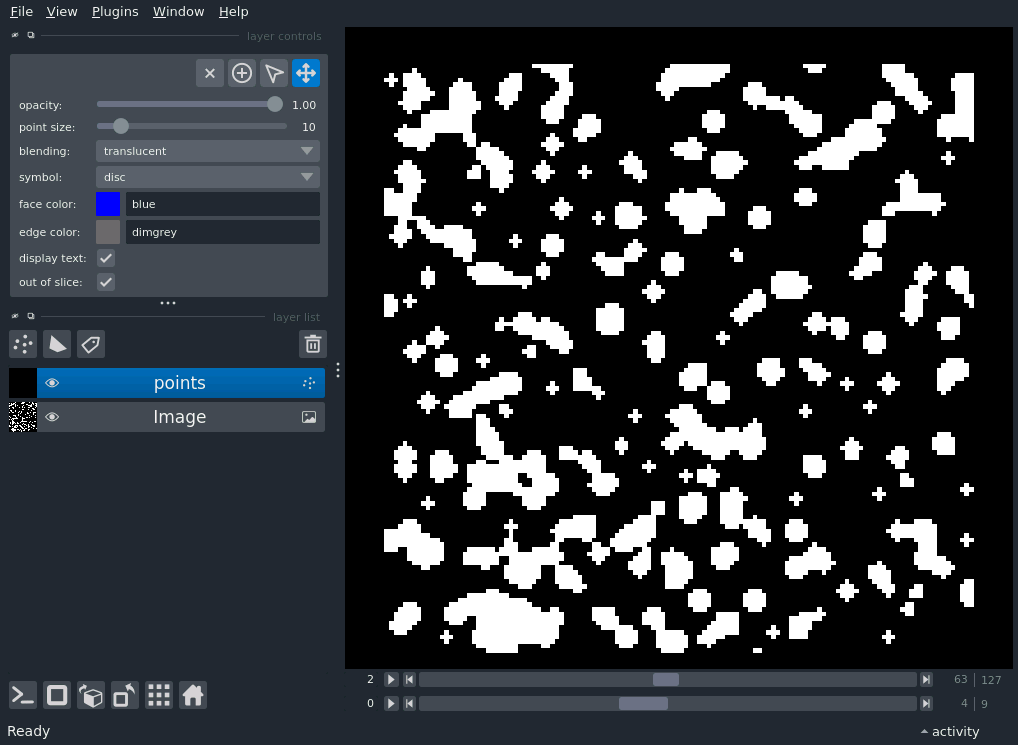 File View Plugins Window Help
layer controls
opacity: 1.00
point size: 10
blending: translucent
symbol: disc
face color: blue
edge color: dimgrey
display text:
out of slice:
layer list
points
Image
2 63 127
0 4 9
Ready activity